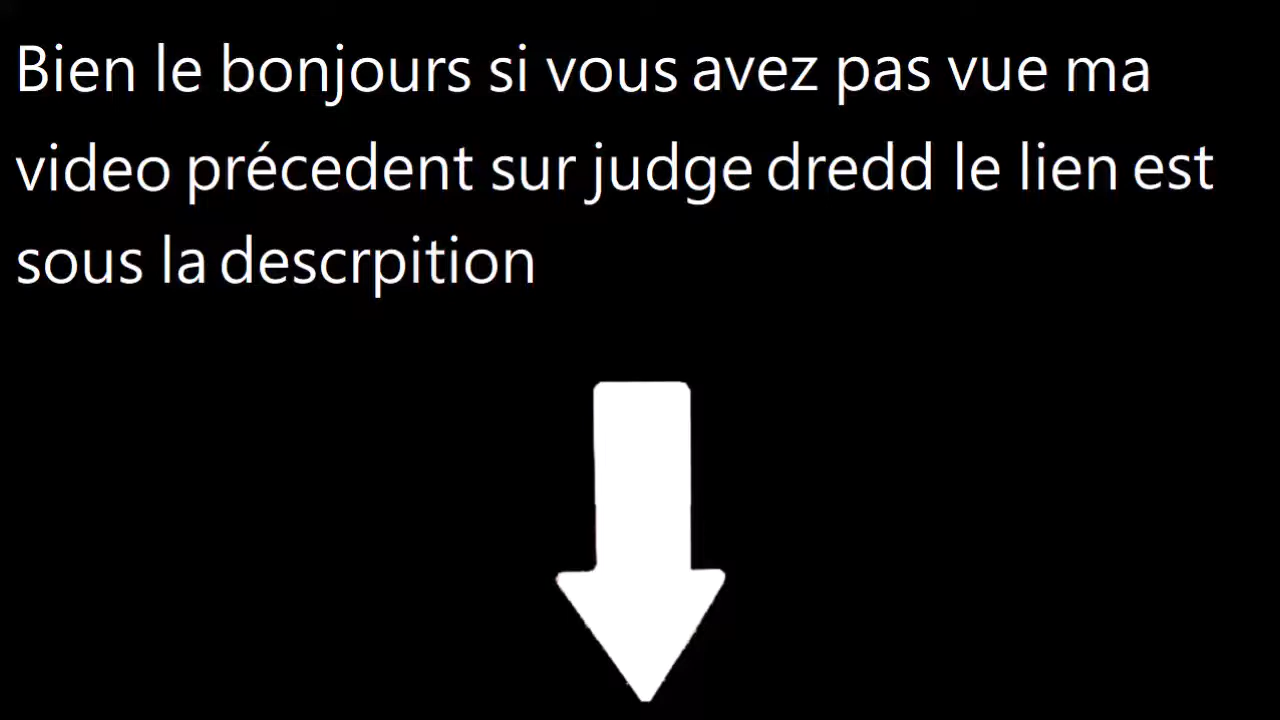 Bien le bonjours si vous avez pas vue ma
video précedent sur judge dredd le lien est
sous la descrpition